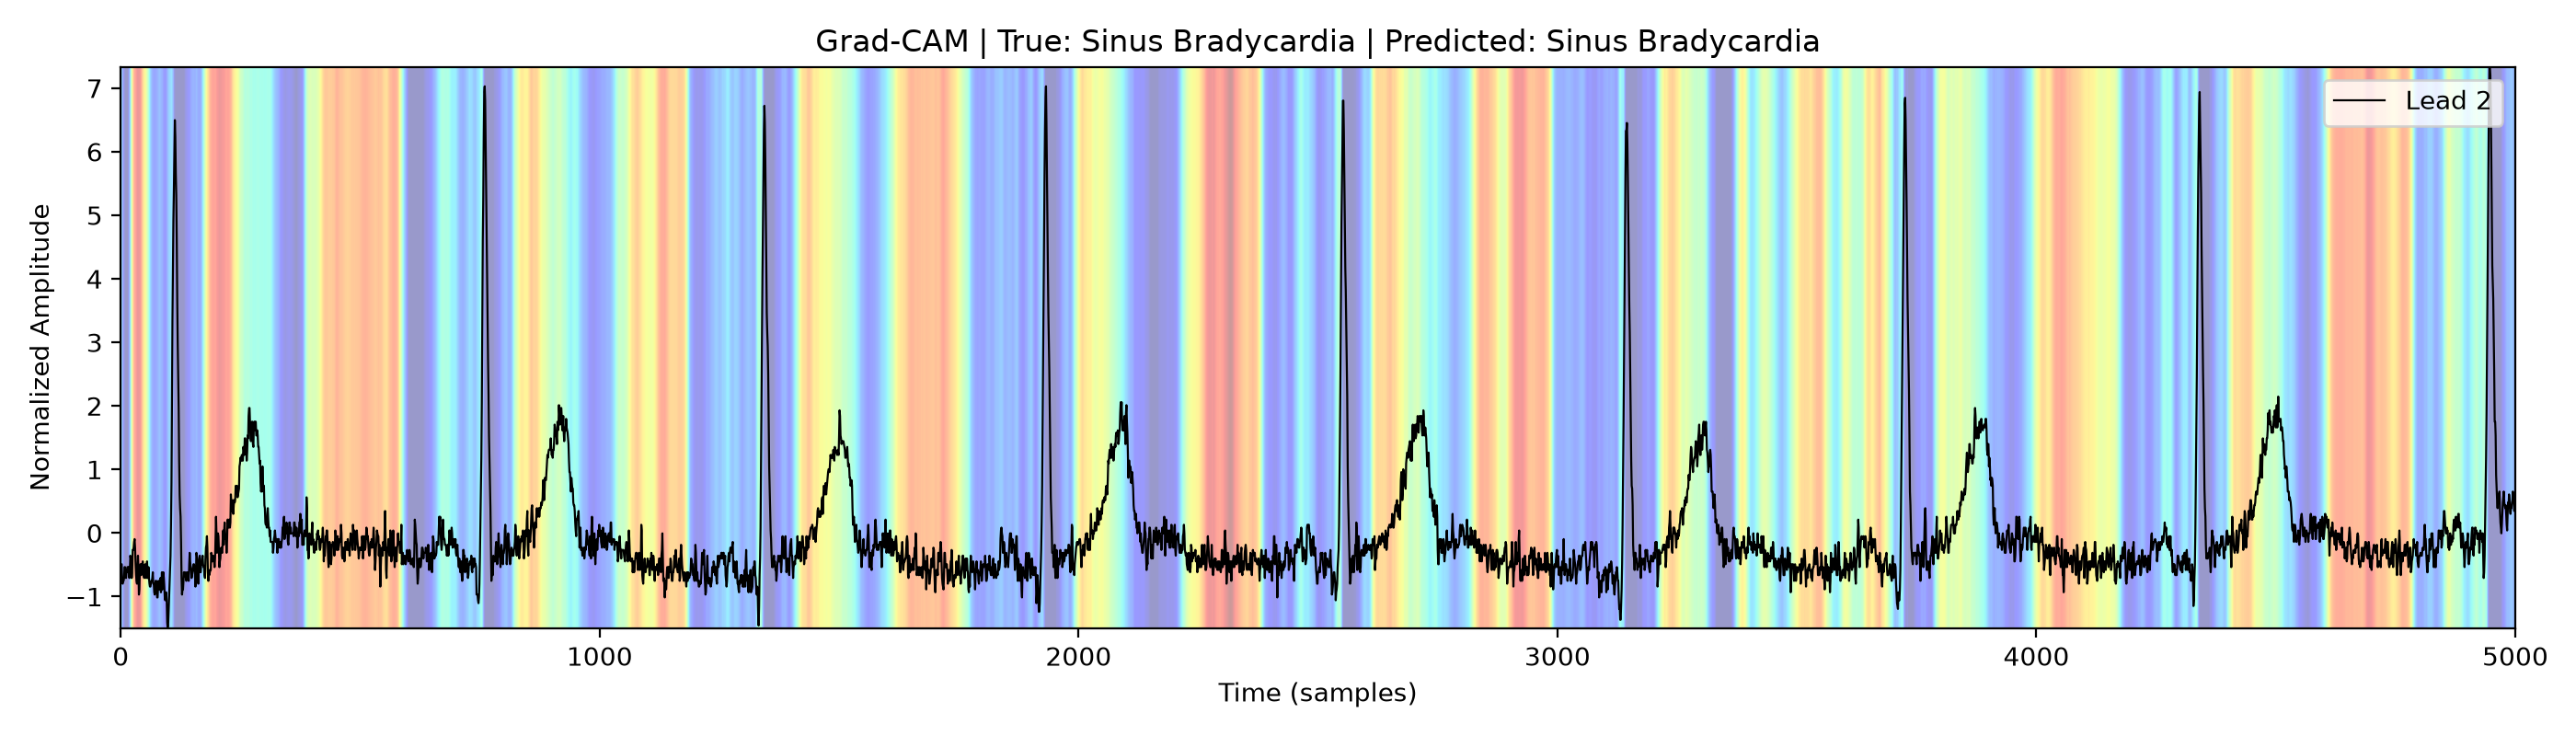 Grad-CAM | True: Sinus Bradycardia | Predicted: Sinus Bradycardia
7
6
5
4
3
2
1
0
−1
Normalized Amplitude
Lead 2
0 1000 2000 3000 4000 5000
Time (samples)